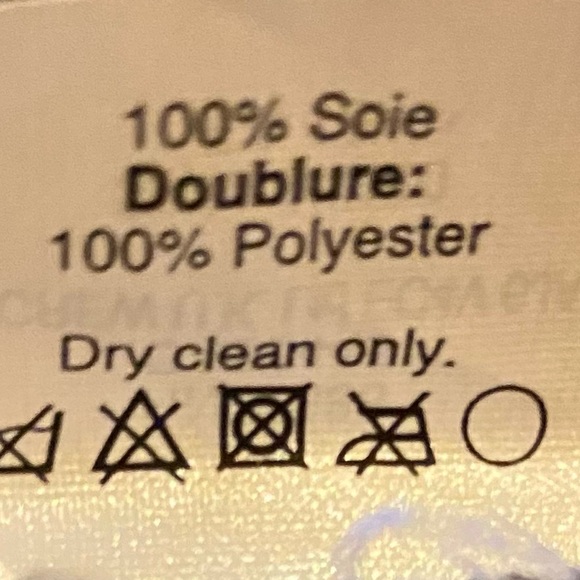 100% Soie
Doublure:
100% Polyester
Dry clean only.